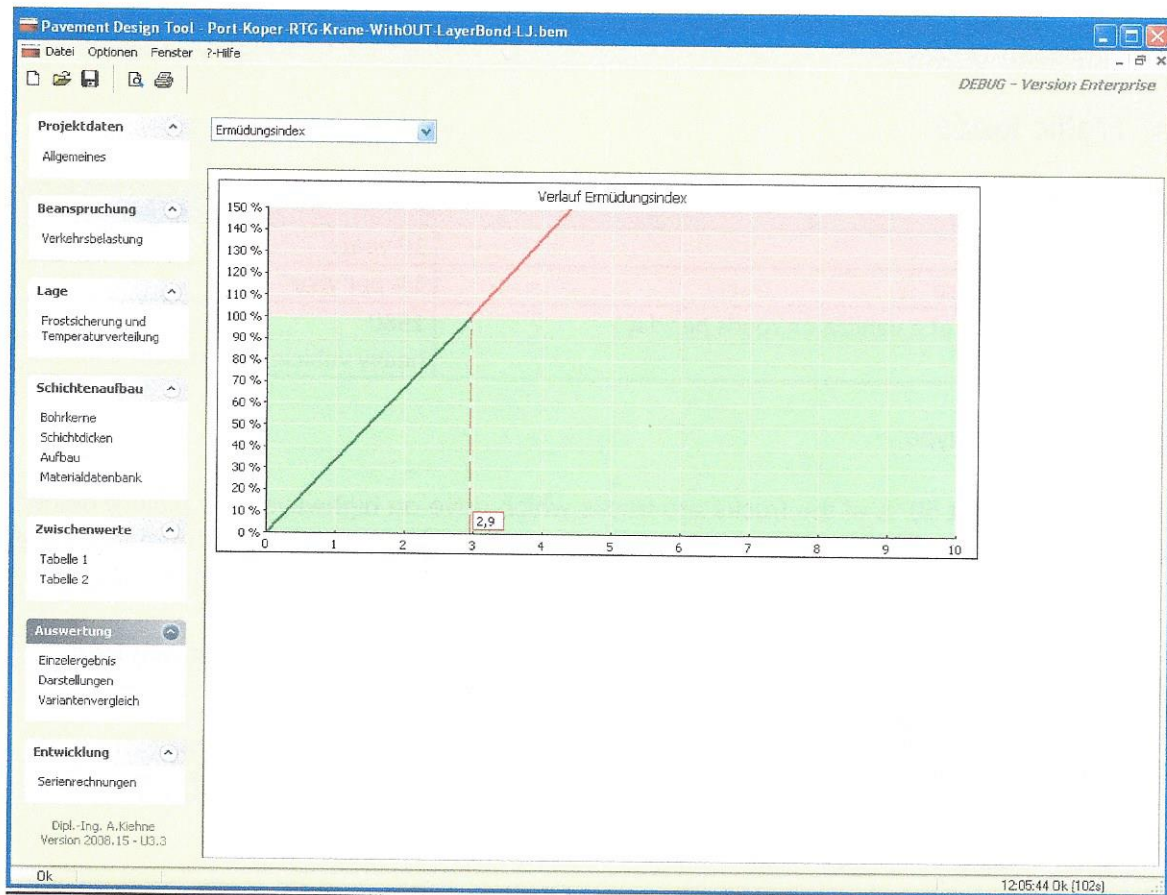 Pavement Design Tool - Port-Koper-RTG-Krane-WithOUT-LayerBond-LJ.bem
Datei Optionen Fenster ?-Hilfe
DEBUG - Version Enterprise
Projektdaten
Allgemeines
Beanspruchung
Verkehrsbelastung
Lage
Frostsicherung und
Temperaturverteilung
Schichtenaufbau
Bohrkerne
Schichtdicken
Aufbau
Materialdatenbank
Zwischenwerte
Tabelle 1
Tabelle 2
Auswertung
Einzelergebnis
Darstellungen
Variantenvergleich
Entwicklung
Serienrechnungen
Dipl.-Ing. A.Kiehne
Version 2008.15 - U3.3
Ermüdungsindex
Verlauf Ermüdungsindex
150 %
140 %
130 %
120 %
110 %
100 %
90 %
80 %
70 %
60 %
50 %
40 %
30 %
20 %
10 %
0 %
2,9
0 1 2 3 4 5 6 7 8 9 10
Ok
12:05:44 Ok [102s]